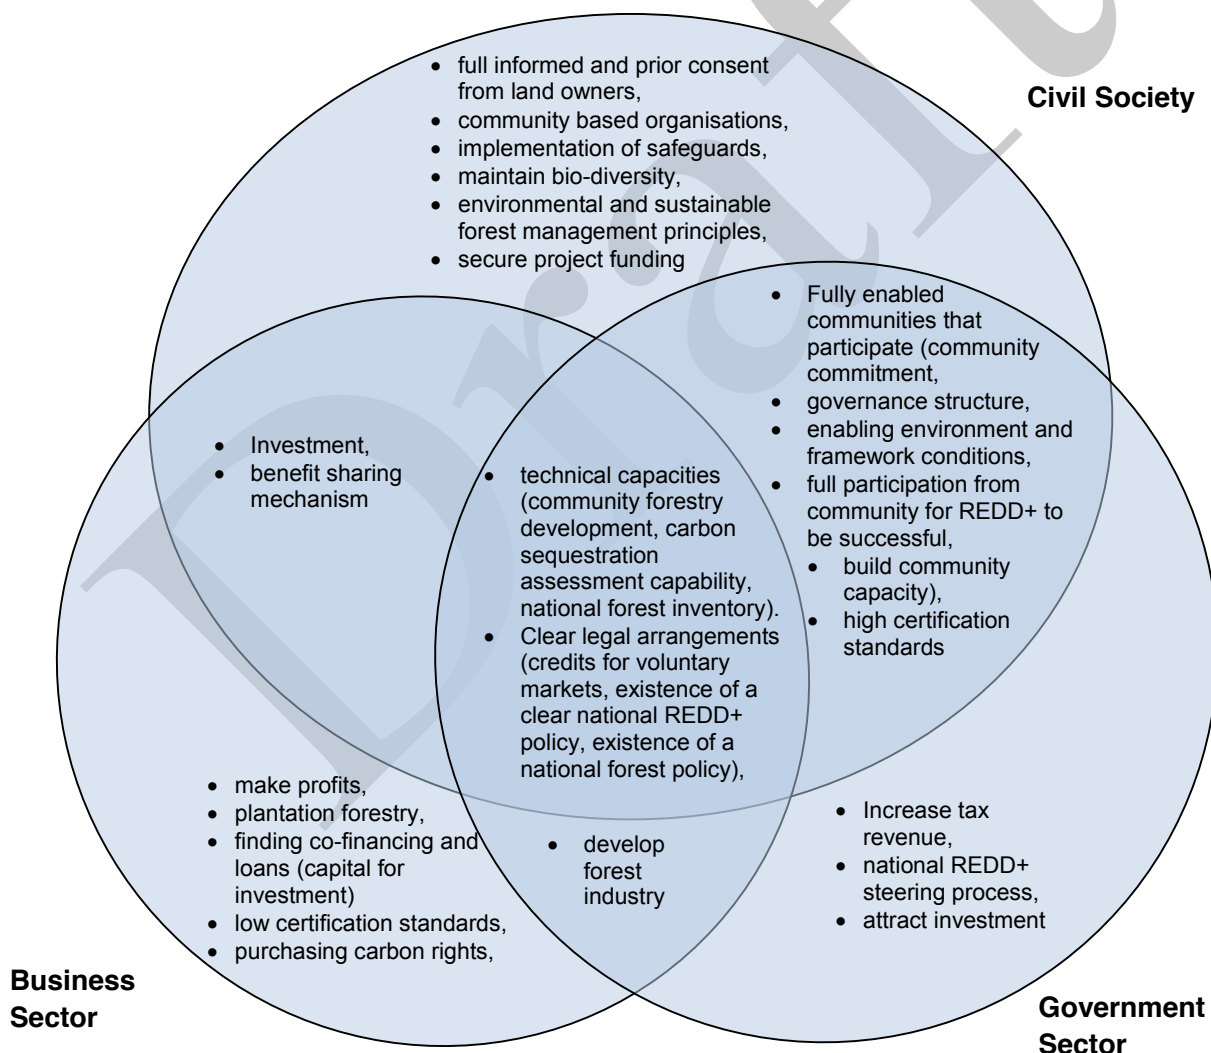 Draft
Civil Society
• full informed and prior consent
from land owners,
• community based organisations,
• implementation of safeguards,
• maintain bio-diversity,
• environmental and sustainable
forest management principles,
• secure project funding
• Fully enabled
communities that
participate (community
commitment,
• governance structure,
• enabling environment and
framework conditions,
• full participation from
community for REDD+ to
be successful,
• build community
capacity),
• high certification
standards
• Investment,
• benefit sharing
mechanism
• technical capacities
(community forestry
development, carbon
sequestration
assessment capability,
national forest inventory).
• Clear legal arrangements
(credits for voluntary
markets, existence of a
clear national REDD+
policy, existence of a
national forest policy),
• make profits,
• plantation forestry,
• finding co-financing and
loans (capital for
investment)
• low certification standards,
• purchasing carbon rights,
• develop
forest
industry
• Increase tax
revenue,
• national REDD+
steering process,
• attract investment
Business
Sector
Government
Sector